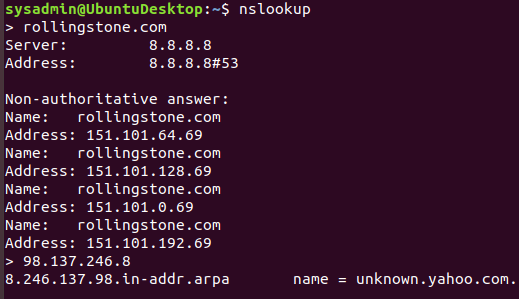 sysadmin@UbuntuDesktop:~$ nslookup
> rollingstone.com
Server: 8.8.8.8
Address: 8.8.8.8#53
Non-authoritative answer:
Name: rollingstone.com
Address: 151.101.64.69
Name: rollingstone.com
Address: 151.101.128.69
Name: rollingstone.com
Address: 151.101.0.69
Name: rollingstone.com
Address: 151.101.192.69
> 98.137.246.8
8.246.137.98.in-addr.arpa name = unknown.yahoo.com.